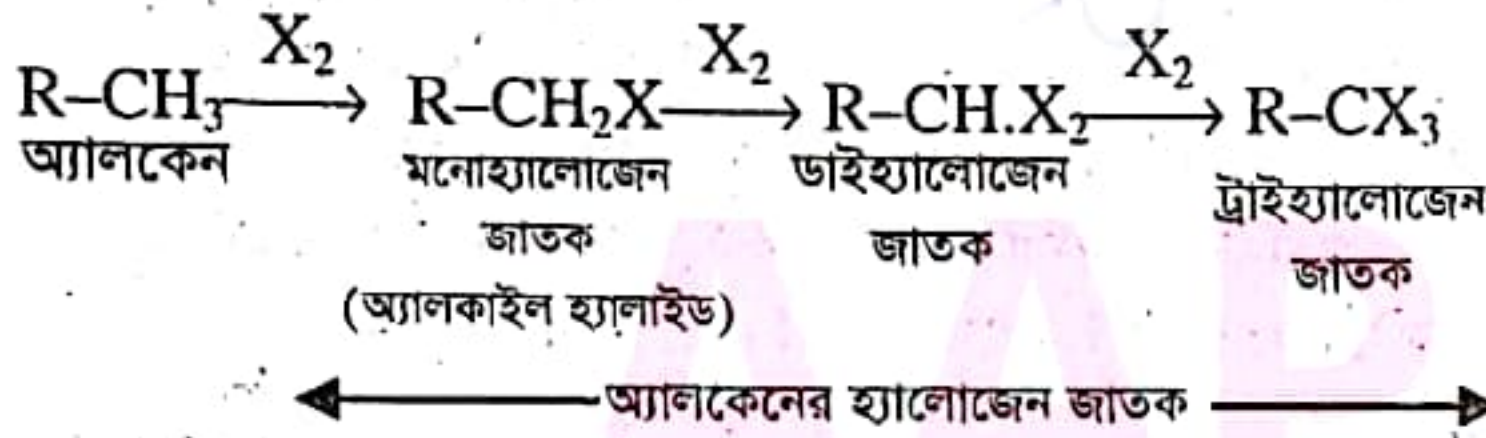 R–CH₃ —X₂→ R–CH₂X —X₂→ R–CH.X₂ —X₂→ R–CX₃
অ্যালকেন মনোহ্যালোজেন ডাইহ্যালোজেন ট্রাইহ্যালোজেন
জাতক জাতক জাতক
(অ্যালকাইল হ্যালাইড)
অ্যালকেনের হ্যালোজেন জাতক